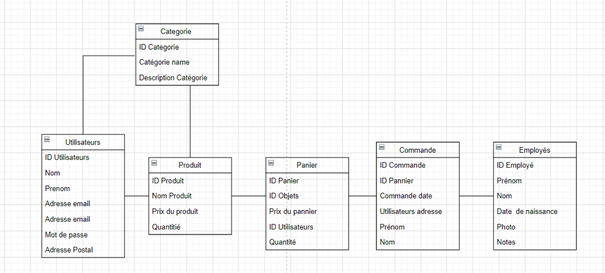 Categorie
ID Categorie
Catégorie name
Description Catégorie
Utilisateurs
ID Utilisateurs
Nom
Prenom
Adresse email
Adresse email
Mot de passe
Adresse Postal
Produit
ID Produit
Nom Produit
Prix du produit
Quantitié
Panier
ID Panier
ID Objets
Prix du pannier
ID Utilisateurs
Quantité
Commande
ID Commande
ID Pannier
Commande date
Utilisateurs adresse
Prénom
Nom
Employés
ID Employé
Prénom
Nom
Date de naissance
Photo
Notes